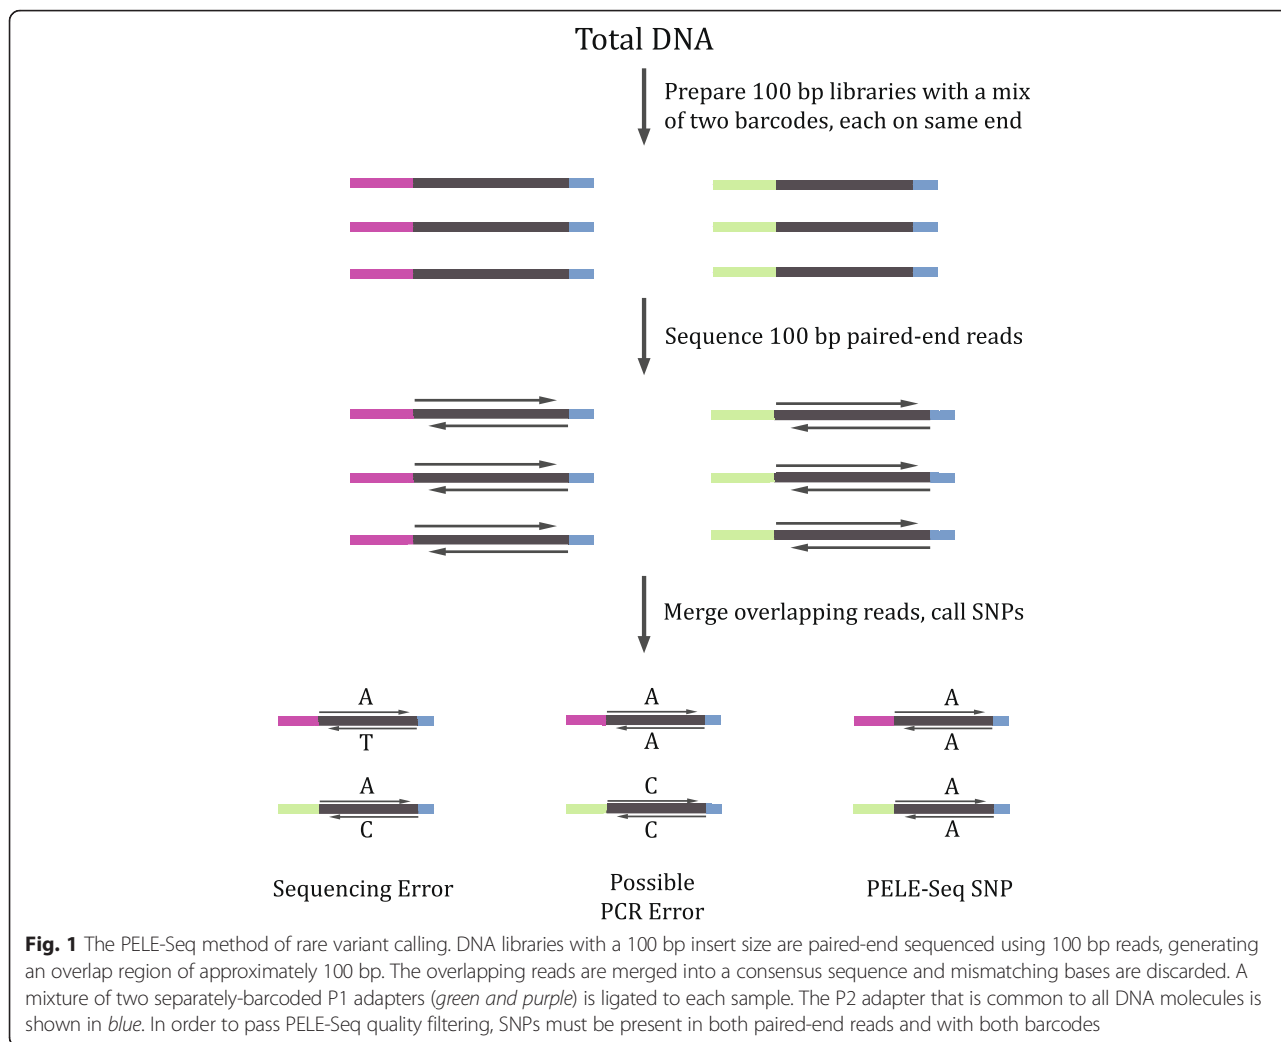 Total DNA
Prepare 100 bp libraries with a mix
of two barcodes, each on same end
Sequence 100 bp paired-end reads
Merge overlapping reads, call SNPs
A A A
T A A
A C A
C C A
Sequencing Error
Possible
PCR Error
PELE-Seq SNP
Fig. 1 The PELE-Seq method of rare variant calling. DNA libraries with a 100 bp insert size are paired-end sequenced using 100 bp reads, generating
an overlap region of approximately 100 bp. The overlapping reads are merged into a consensus sequence and mismatching bases are discarded. A
mixture of two separately-barcoded P1 adapters (green and purple) is ligated to each sample. The P2 adapter that is common to all DNA molecules is
shown in blue. In order to pass PELE-Seq quality filtering, SNPs must be present in both paired-end reads and with both barcodes